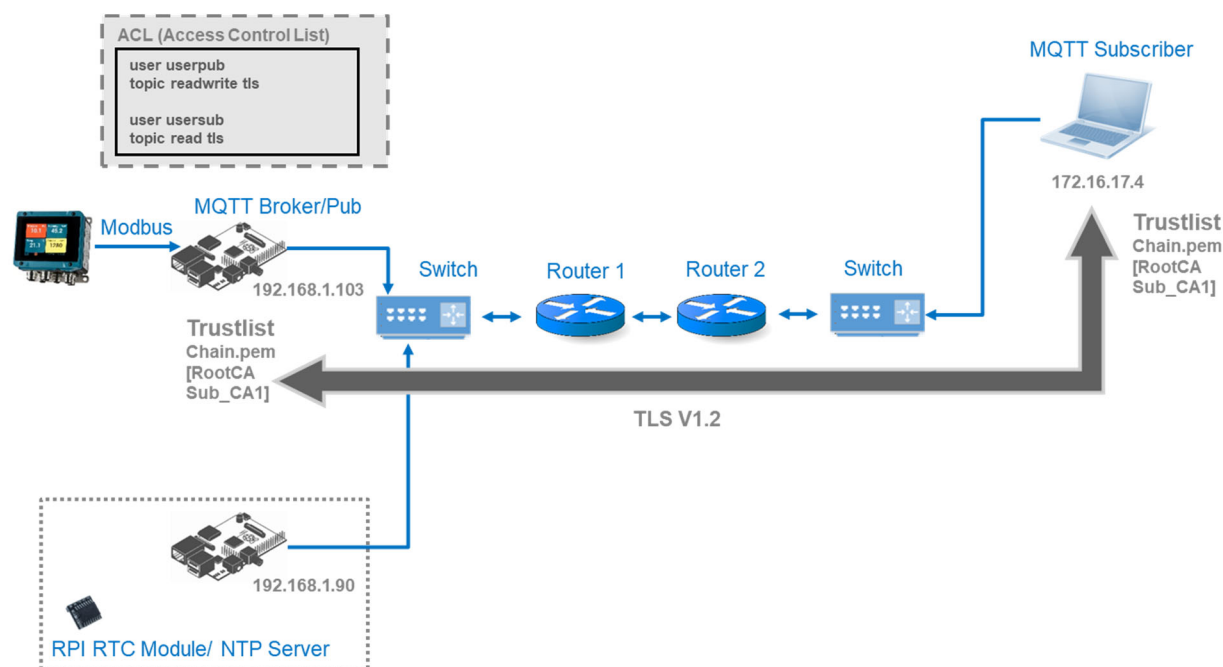 ACL (Access Control List)
user userpub
topic readwrite tls
user usersub
topic read tls
MQTT Subscriber
172.16.17.4
Trustlist
Chain.pem
[RootCA
Sub_CA1]
Modbus
MQTT Broker/Pub
192.168.1.103
Switch
Router 1
Router 2
Switch
Trustlist
Chain.pem
[RootCA
Sub_CA1]
TLS V1.2
192.168.1.90
RPI RTC Module/ NTP Server